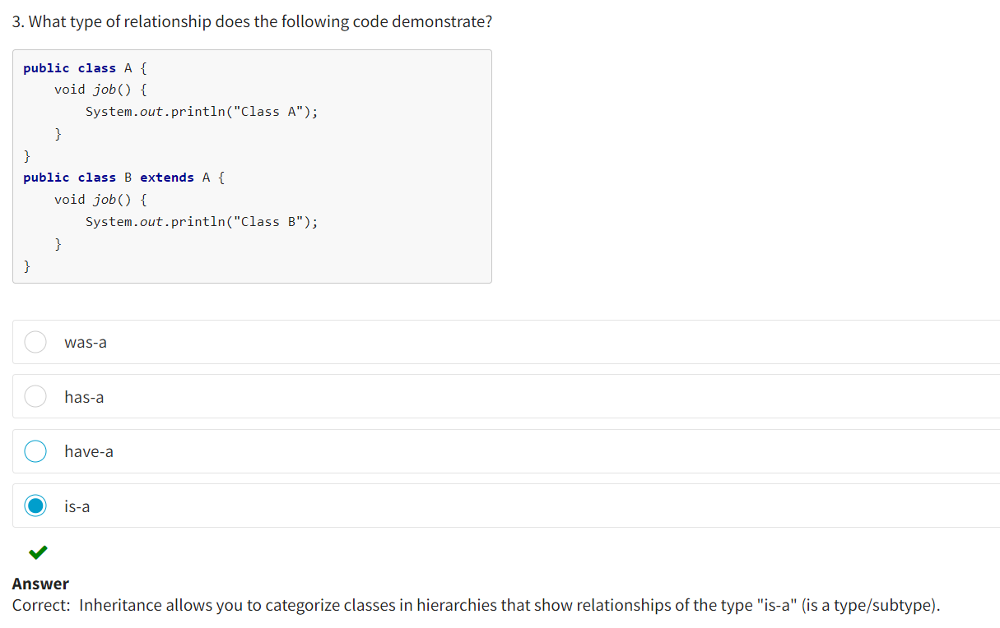 3. What type of relationship does the following code demonstrate?
public class A {
    void job() {
        System.out.println("Class A");
    }
}
public class B extends A {
    void job() {
        System.out.println("Class B");
    }
}
was-a
has-a
have-a
is-a
Answer
Correct:  Inheritance allows you to categorize classes in hierarchies that show relationships of the type "is-a" (is a type/subtype).